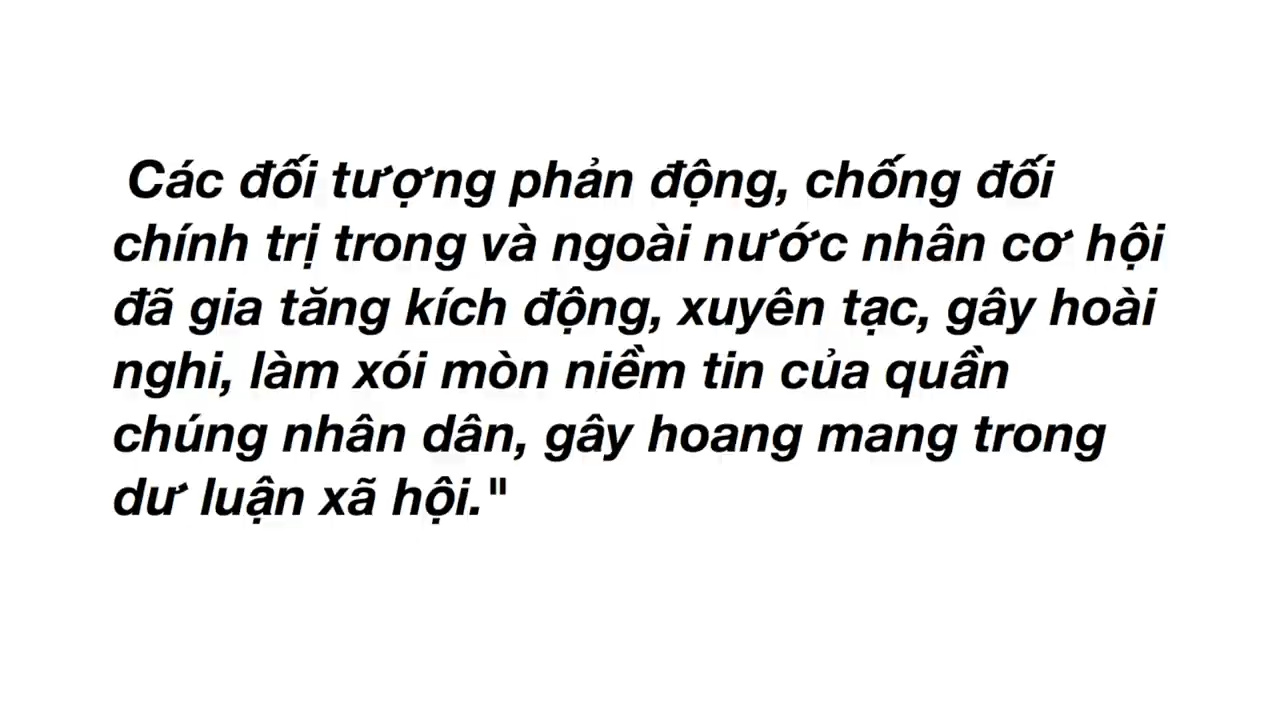 Các đối tượng phản động, chống đối
chính trị trong và ngoài nước nhân cơ hội
đã gia tăng kích động, xuyên tạc, gây hoài
nghi, làm xói mòn niềm tin của quần
chúng nhân dân, gây hoang mang trong
dư luận xã hội."